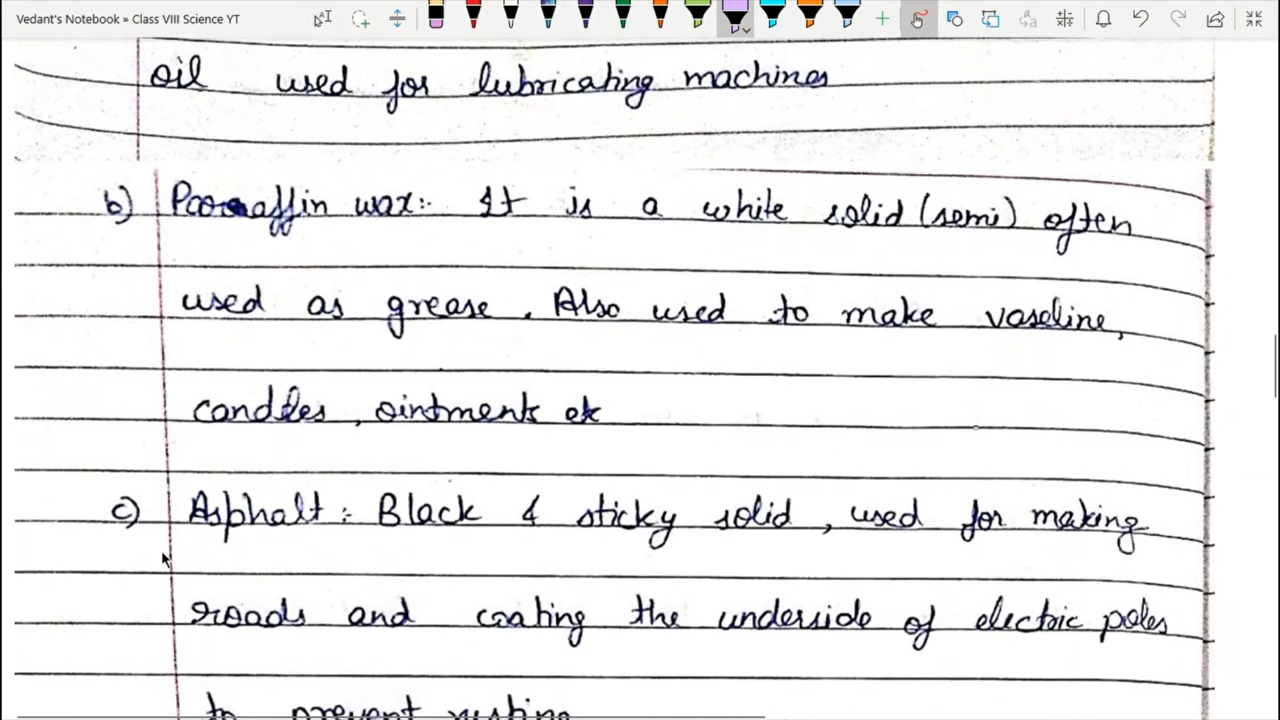 Vedant's Notebook » Class VIII Science YT
oil used for lubricating machines
b) Paraffin wax:- It is a white solid (semi) often
used as grease. Also used to make vaseline,
candles, ointments etc
c) Asphalt :- Black & sticky solid, used for making
roads and coating the underside of electric poles
to prevent rusting